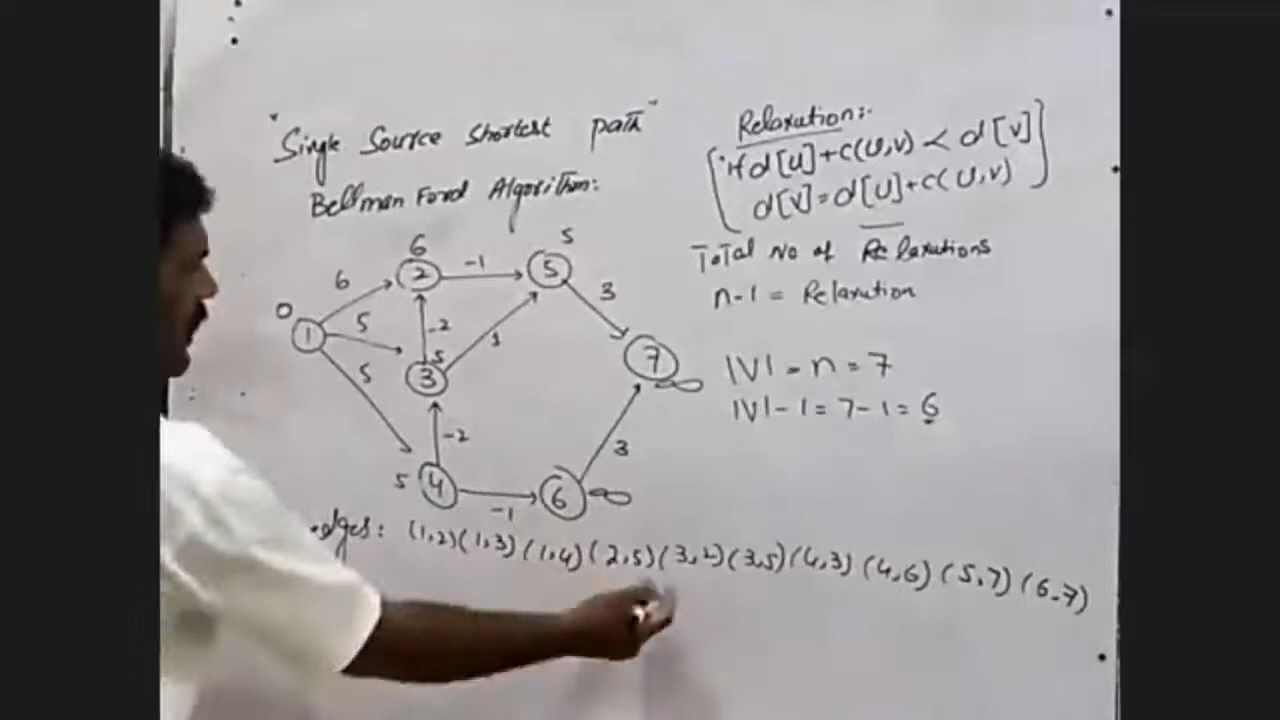 "Single Source Shortest path"
Bellman Ford Algorithm:
Relaxation:-
if d[u]+c(u,v) < d[v]
d[v]=d[u]+c(u,v)
Total No of Relaxations
n-1 = Relaxution
|V| = n = 7
|V|-1 = 7-1 = 6
6 5
6 2 -1 5 3
0 1 5 -2 1 7 ∞
5 5 3
-2 3
5 4 -1 6 ∞
edges: (1,2)(1,3)(1,4)(2,5)(3,2)(3,5)(4,3)(4,6)(5,7)(6-7)